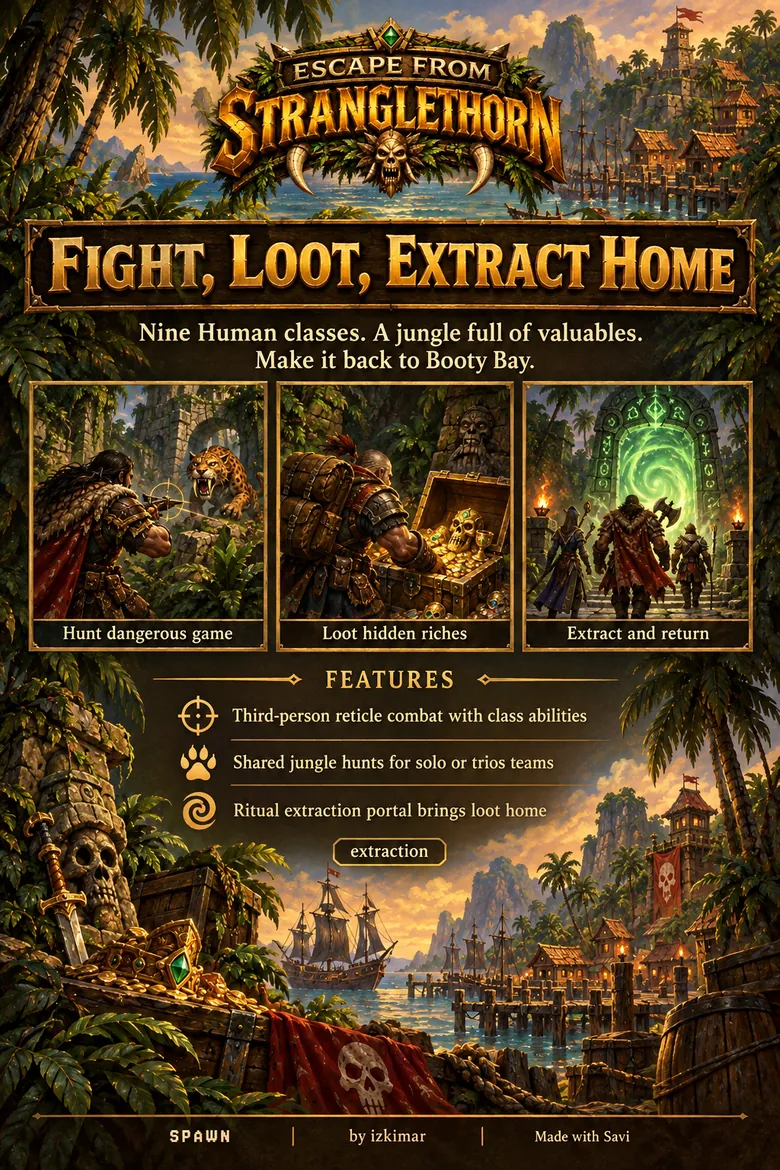 ESCAPE FROM
STRANGLETHORN
FIGHT, LOOT, EXTRACT HOME
Nine Human classes. A jungle full of valuables.
Make it back to Booty Bay.
Hunt dangerous game
Loot hidden riches
Extract and return
FEATURES
Third-person reticle combat with class abilities
Shared jungle hunts for solo or trios teams
Ritual extraction portal brings loot home
extraction
SPAWN
by izkimar
Made with Savi